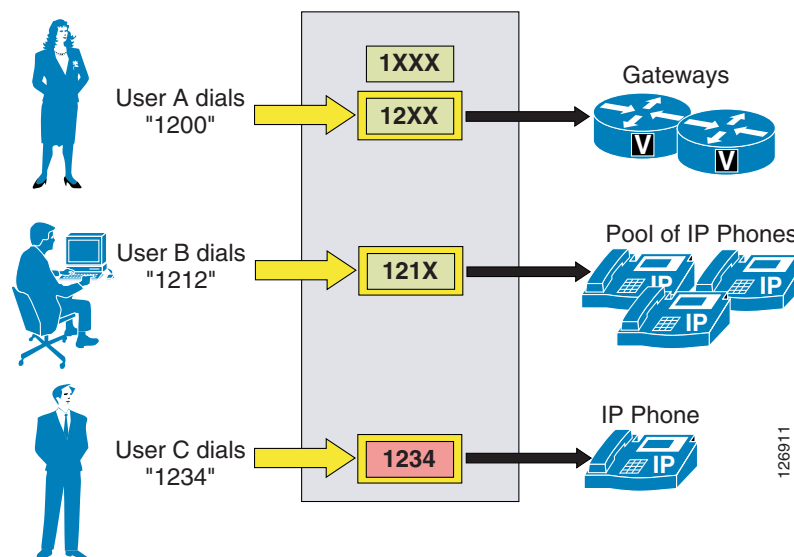 1XXX
User A dials
"1200"
12XX
Gateways
V
V
User B dials
"1212"
121X
Pool of IP Phones
IP
IP
IP
User C dials
"1234"
1234
IP Phone
IP
126911